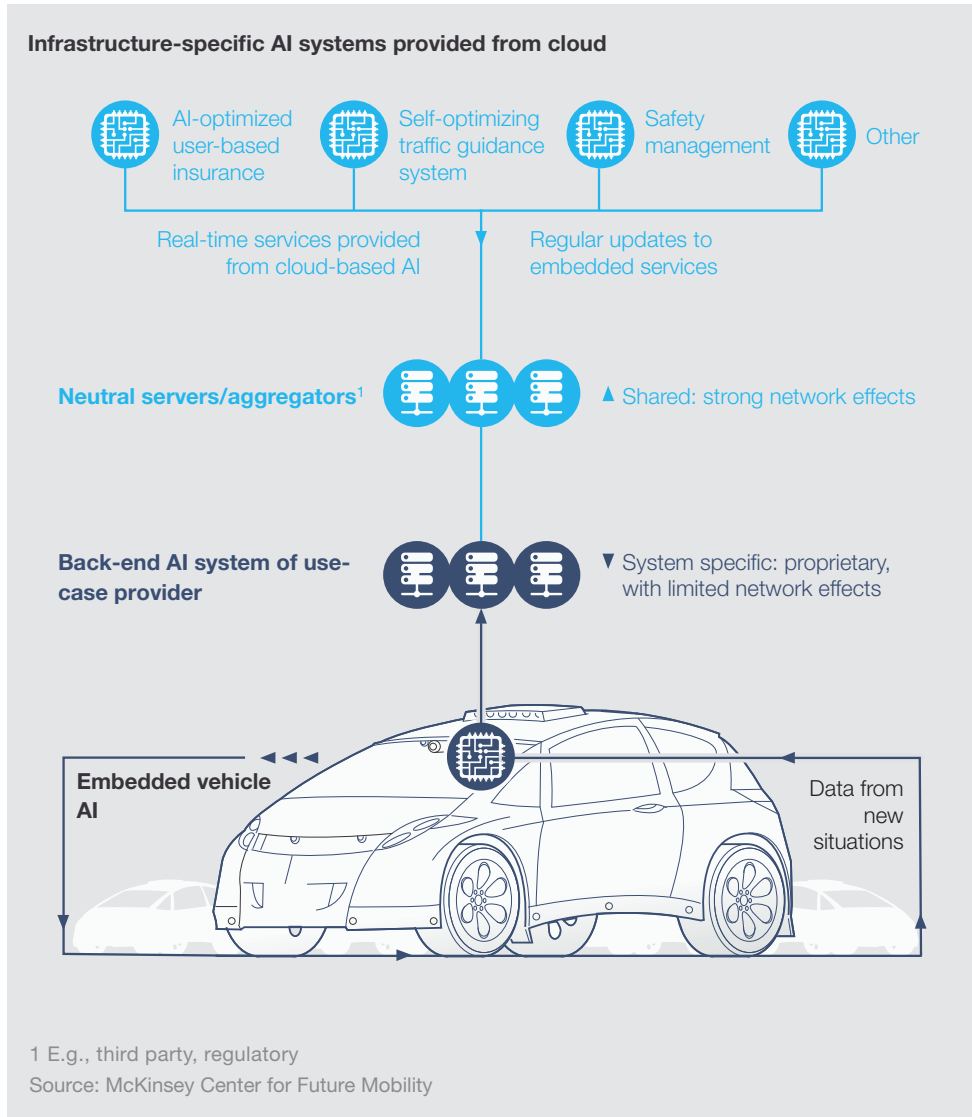 Infrastructure-specific AI systems provided from cloud
AI-optimized
user-based
insurance
Self-optimizing
traffic guidance
system
Safety
management
Other
Real-time services provided
from cloud-based AI
Regular updates to
embedded services
Neutral servers/aggregators¹
Shared: strong network effects
Back-end AI system of use-
case provider
System specific: proprietary,
with limited network effects
Embedded vehicle
AI
Data from
new
situations
1 E.g., third party, regulatory
Source: McKinsey Center for Future Mobility